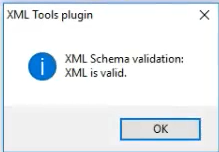 XML Tools plugin
XML Schema validation:
XML is valid.
OK